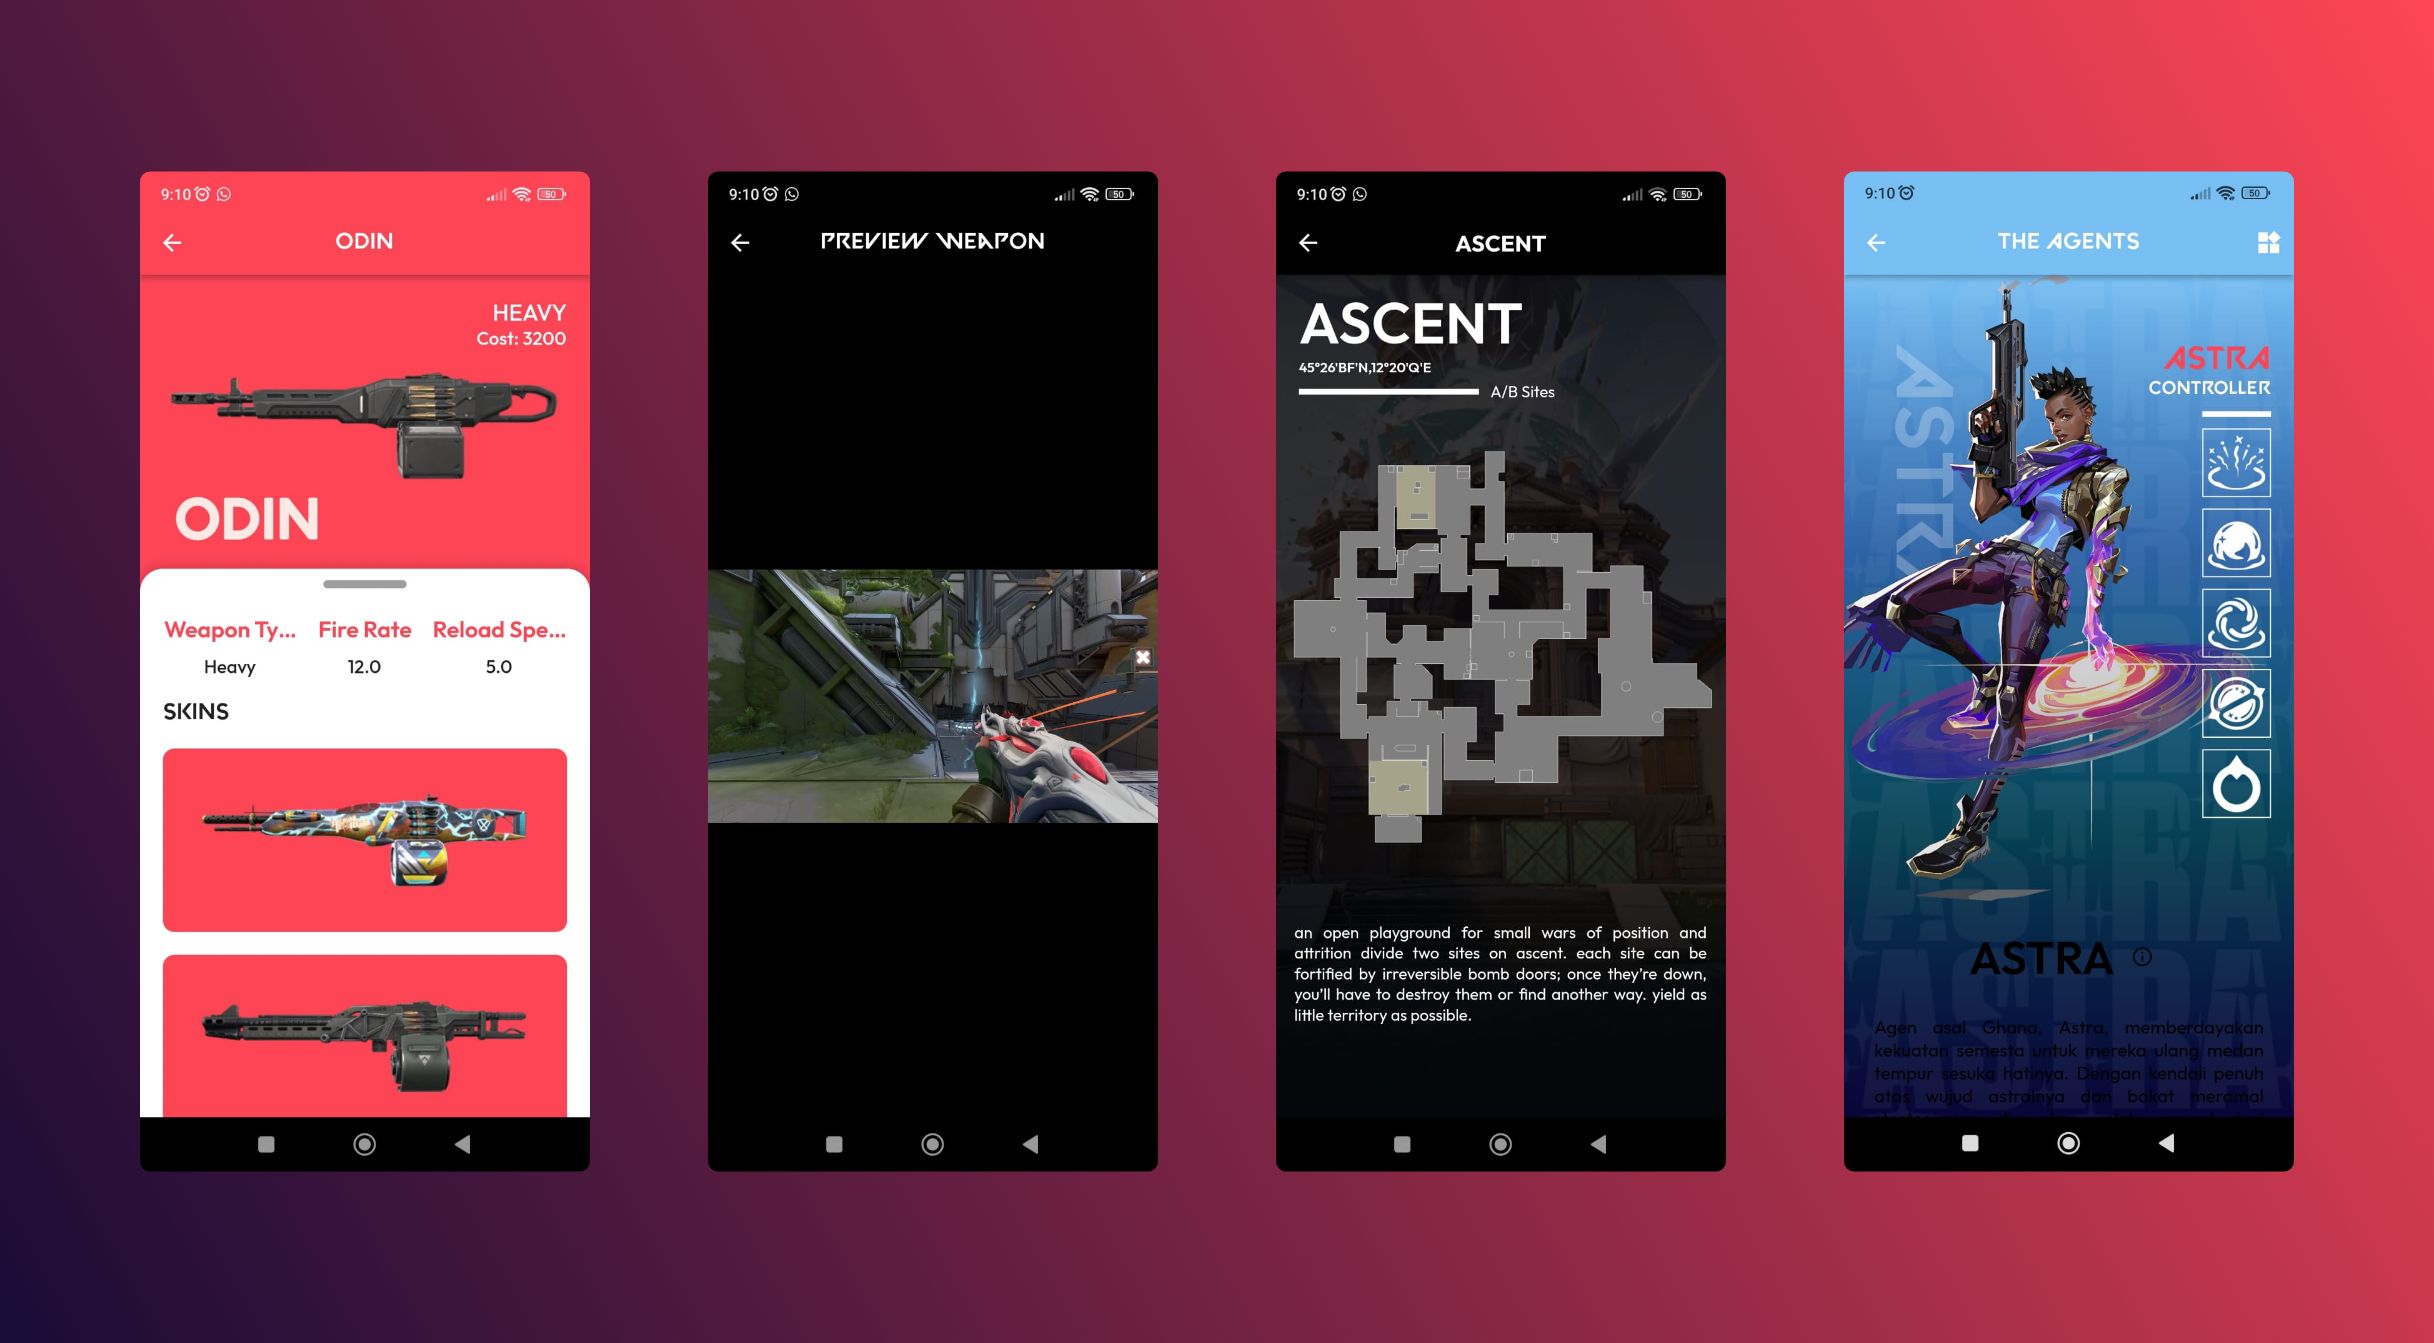 9:10
50
ODIN
HEAVY
Cost: 3200
ODIN
Weapon Ty... Fire Rate Reload Spe...
Heavy 12.0 5.0
SKINS
9:10
50
PREVIEW WEAPON
9:10
50
ASCENT
ASCENT
45°26'BF'N,12°20'Q'E
A/B Sites
an open playground for small wars of position and
attrition divide two sites on ascent. each site can be
fortified by irreversible bomb doors; once they're down,
you'll have to destroy them or find another way. yield as
little territory as possible.
9:10
50
THE AGENTS
ASTRA
CONTROLLER
ASTRA
ASTRA
Agen asal Ghana, Astra, memberdayakan
kekuatan semesta untuk mereka ulang medan
tempur sesuka hatinya. Dengan kendali penuh
atas wujud astralnya dan bakat meramal